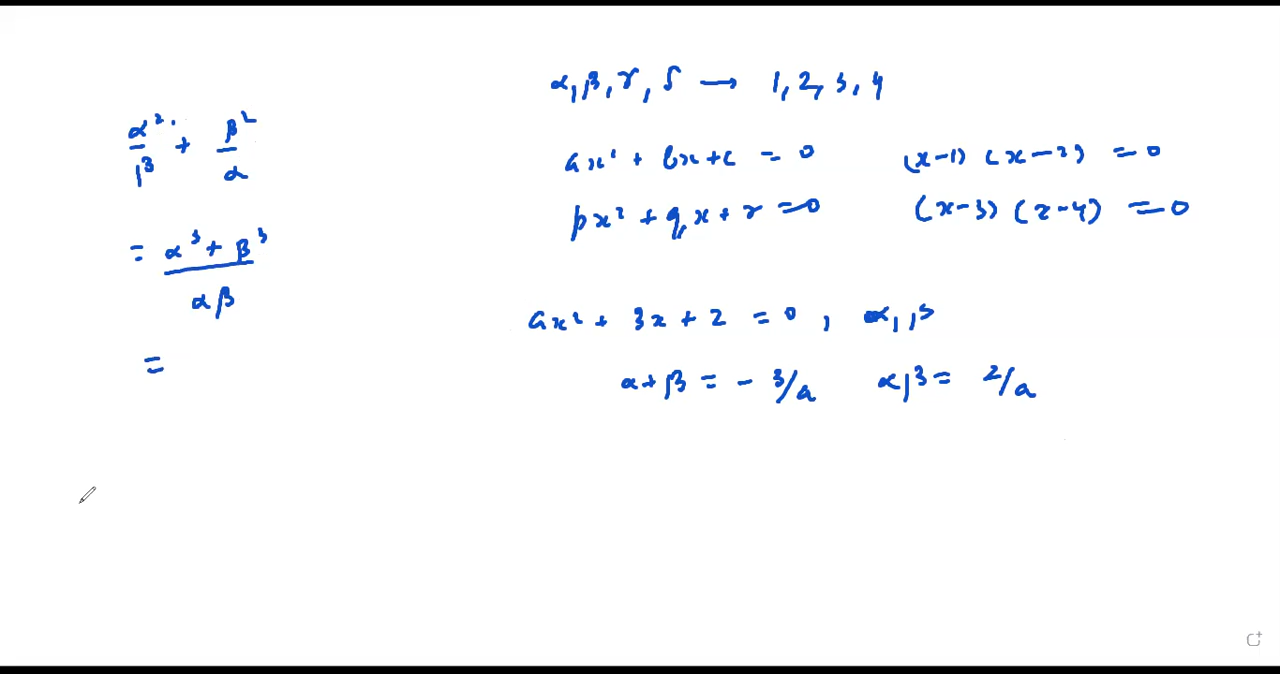 α, β, γ, δ → 1, 2, 3, 4
α²/β + β²/α
ax² + bx + c = 0 (x-1) (x-2) = 0
px² + qx + r = 0 (x-3) (x-4) = 0
= (α³ + β³)/(αβ)
ax² + 3x + 2 = 0, α, β
=
α+β = - 3/a αβ = 2/a